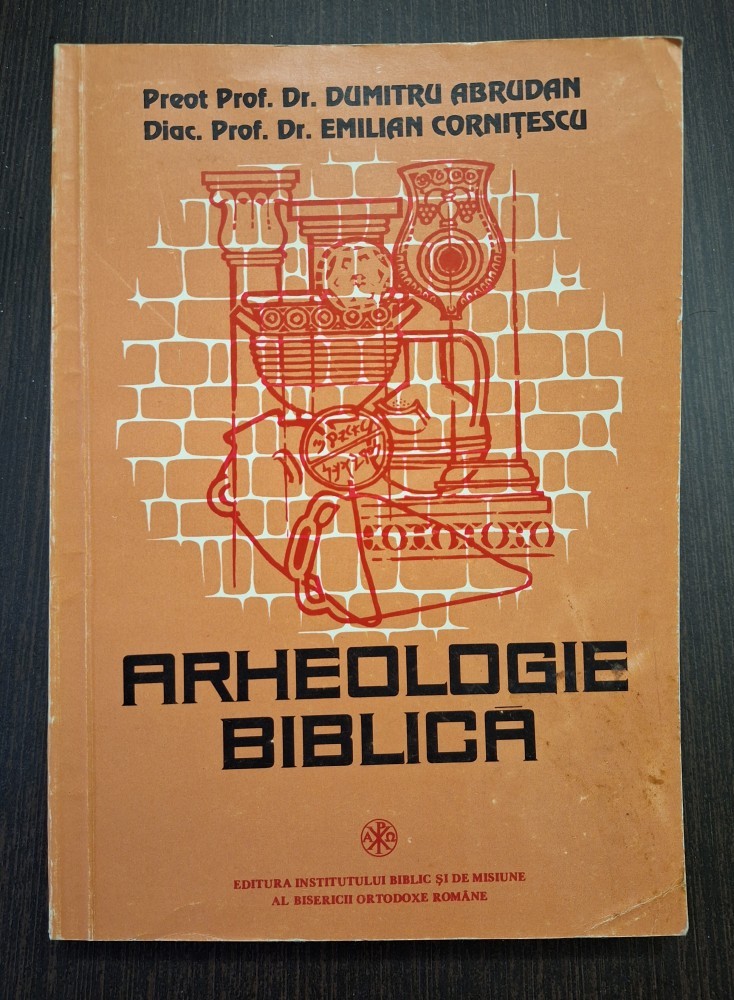 Preot Prof. Dr. DUMITRU ABRUDAN
Diac. Prof. Dr. EMILIAN CORNIŢESCU
ARHEOLOGIE
BIBLICĂ
Α Ρ Ω
EDITURA INSTITUTULUI BIBLIC ŞI DE MISIUNE
AL BISERICII ORTODOXE ROMÂNE